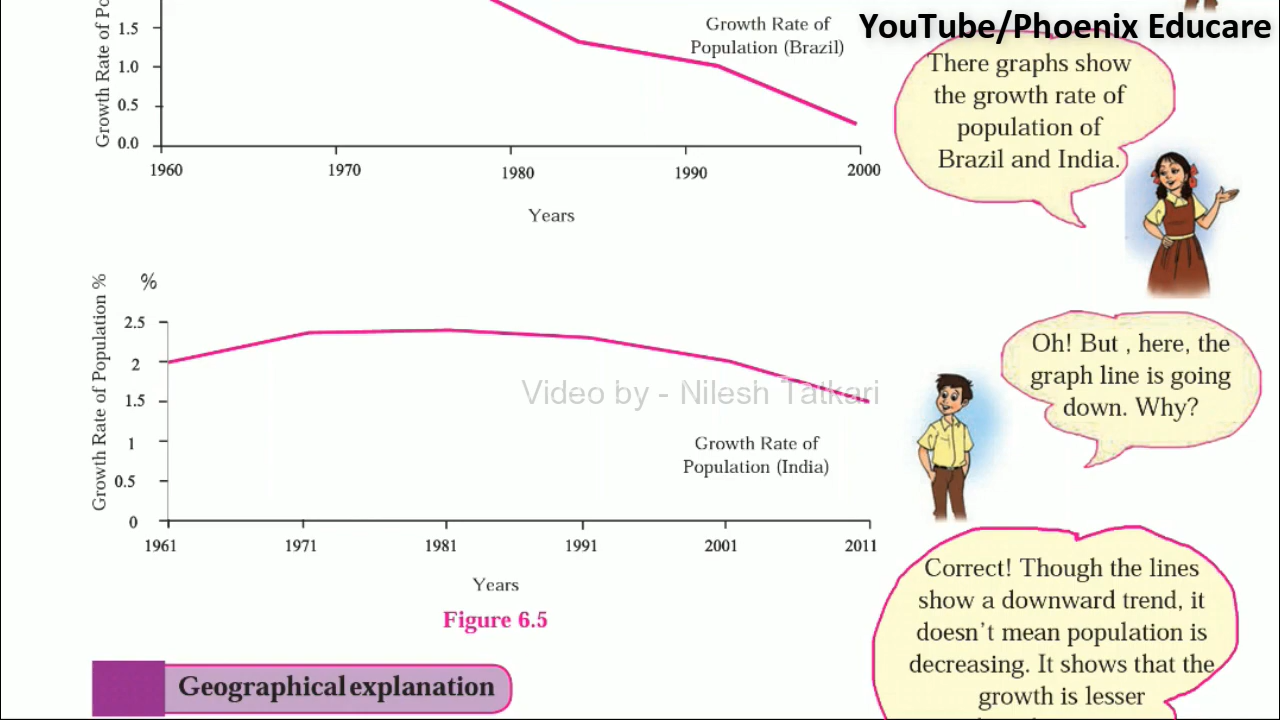 YouTube/Phoenix Educare
Growth Rate of
1.5
1.0
0.5
0.0
Growth Rate of
Population (Brazil)
1960 1970 1980 1990 2000
Years
There graphs show
the growth rate of
population of
Brazil and India.
Growth Rate of Population %
%
2.5
2
1.5
1
0.5
0
Video by - Nilesh Tatkari
Growth Rate of
Population (India)
1961 1971 1981 1991 2001 2011
Years
Figure 6.5
Oh! But , here, the
graph line is going
down. Why?
Correct! Though the lines
show a downward trend, it
doesn't mean population is
decreasing. It shows that the
growth is lesser
Geographical explanation